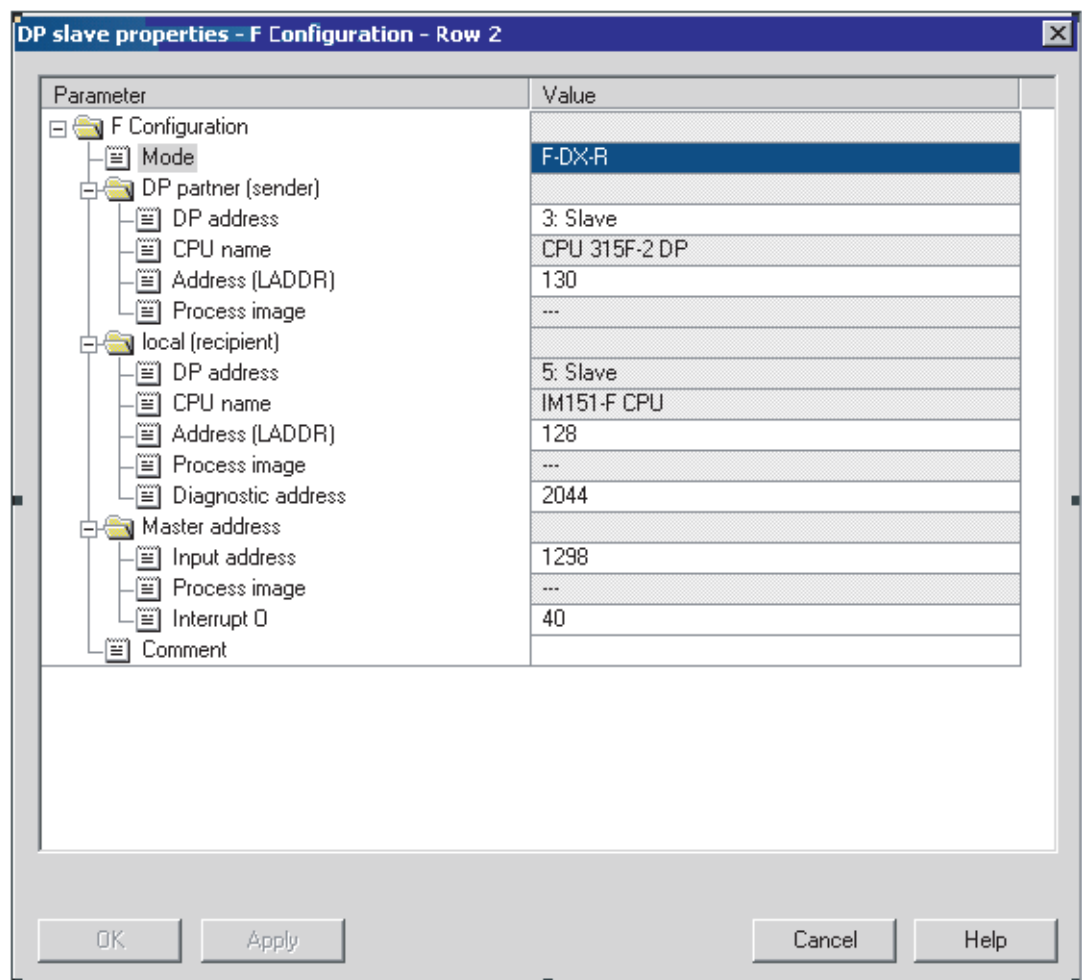 DP slave properties - F Configuration - Row 2
Parameter Value
F Configuration
Mode F-DX-R
DP partner (sender)
DP address 3: Slave
CPU name CPU 315F-2 DP
Address (LADDR) 130
Process image ---
local (recipient)
DP address 5: Slave
CPU name IM151-F CPU
Address (LADDR) 128
Process image ---
Diagnostic address 2044
Master address
Input address 1298
Process image ---
Interrupt O 40
Comment
OK Apply Cancel Help